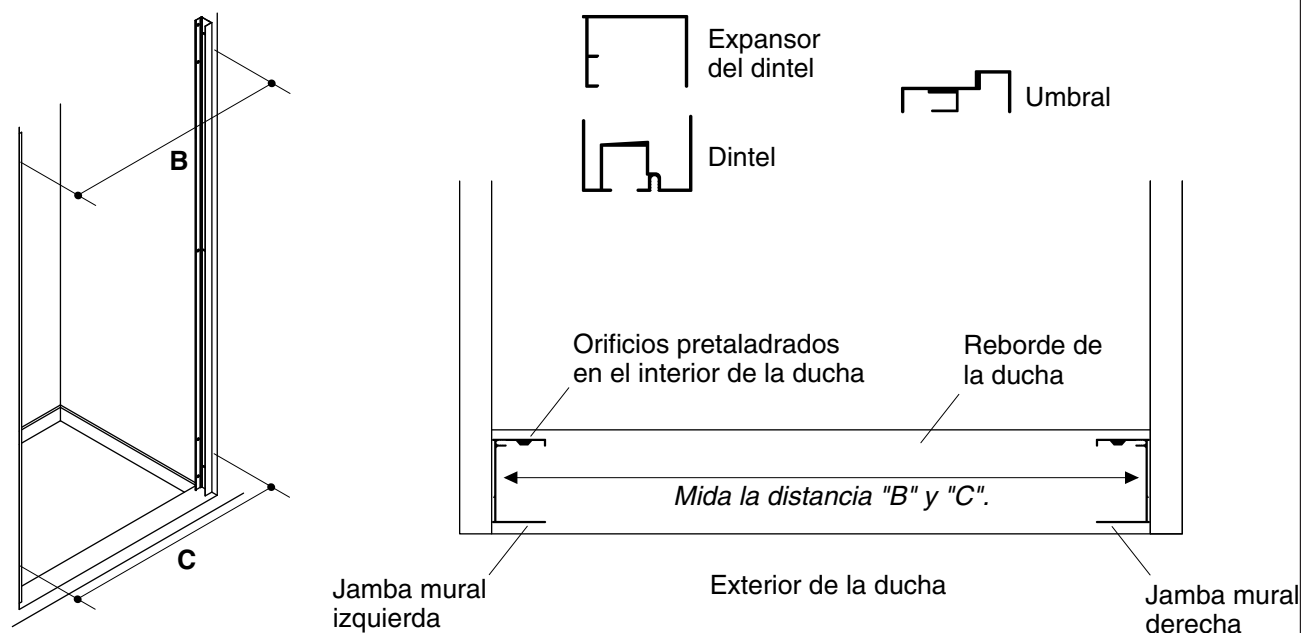 Expansor
del dintel
Umbral
Dintel
B
Orificios pretaladrados
en el interior de la ducha
Reborde de
la ducha
Mida la distancia "B" y "C".
C
Jamba mural
izquierda
Exterior de la ducha
Jamba mural
derecha